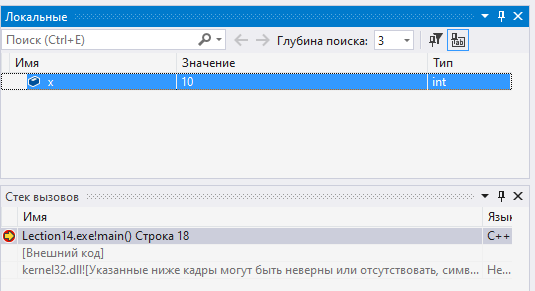 Локальные
Поиск (Ctrl+E) Глубина поиска: 3
Имя Значение Тип
x 10 int
Стек вызовов
Имя Язык
Lection14.exe!main() Строка 18 C++
[Внешний код]
kernel32.dll![Указанные ниже кадры могут быть неверны или отсутствовать, симв... Не...